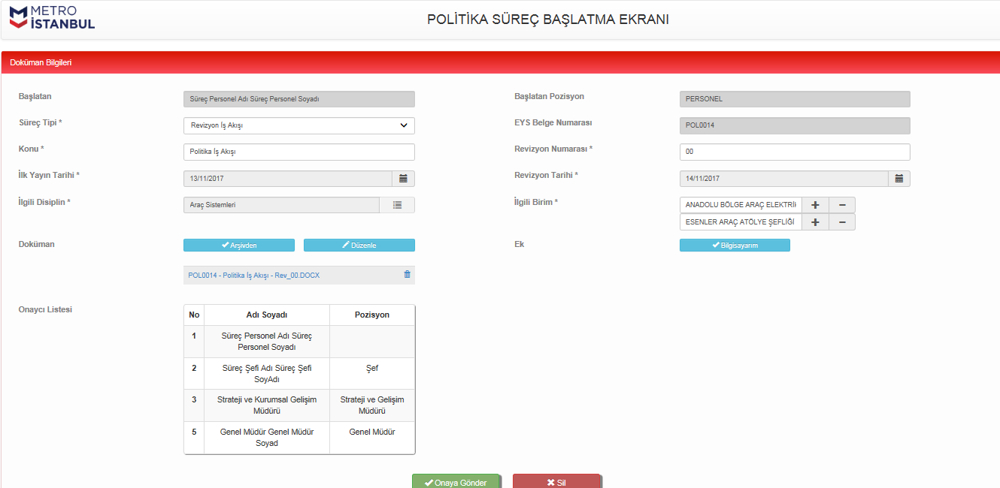 METRO
İSTANBUL
POLİTİKA SÜREÇ BAŞLATMA EKRANI
Doküman Bilgileri
Başlatan
Süreç Personel Adı Süreç Personel Soyadı
Başlatan Pozisyon
PERSONEL
Süreç Tipi *
Revizyon İş Akışı
EYS Belge Numarası
POL0014
Konu *
Politika İş Akışı
Revizyon Numarası *
00
İlk Yayın Tarihi *
13/11/2017
Revizyon Tarihi *
14/11/2017
İlgili Disiplin *
Araç Sistemleri
İlgili Birim *
ANADOLU BÖLGE ARAÇ ELEKTRİK
ESENLER ARAÇ ATÖLYE ŞEFLİĞİ
Doküman
Arşivden
Düzenle
Ek
Bilgisayarım
POL0014 - Politika İş Akışı - Rev_00.DOCX
Onaycı Listesi
No Adı Soyadı Pozisyon
1 Süreç Personel Adı Süreç
Personel Soyadı
2 Süreç Şefi Adı Süreç Şefi Şef
SoyAdı
3 Strateji ve Kurumsal Gelişim Strateji ve Gelişim
Müdürü Müdürü
5 Genel Müdür Genel Müdür Genel Müdür
Soyad
Onaya Gönder
Sil